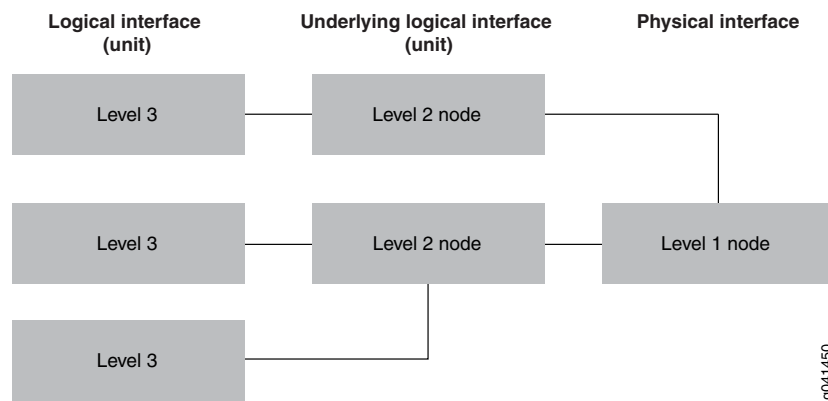 Logical interface
(unit)
Underlying logical interface
(unit)
Physical interface
Level 3
Level 2 node
Level 3
Level 2 node
Level 1 node
Level 3
g041450